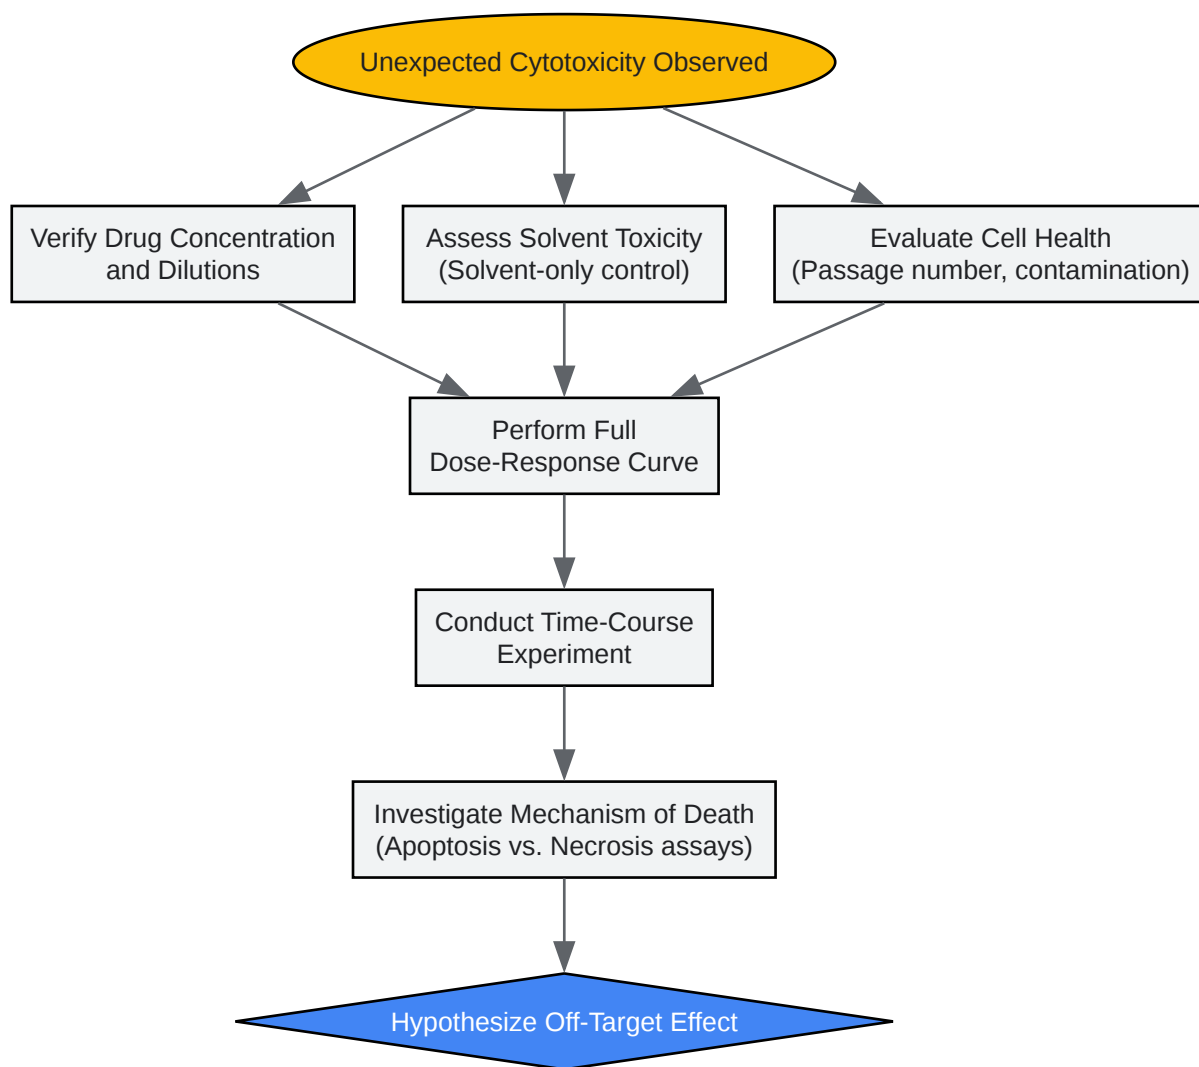 Unexpected Cytotoxicity Observed
Verify Drug Concentration
and Dilutions
Assess Solvent Toxicity
(Solvent-only control)
Evaluate Cell Health
(Passage number, contamination)
Perform Full
Dose-Response Curve
Conduct Time-Course
Experiment
Investigate Mechanism of Death
(Apoptosis vs. Necrosis assays)
Hypothesize Off-Target Effect